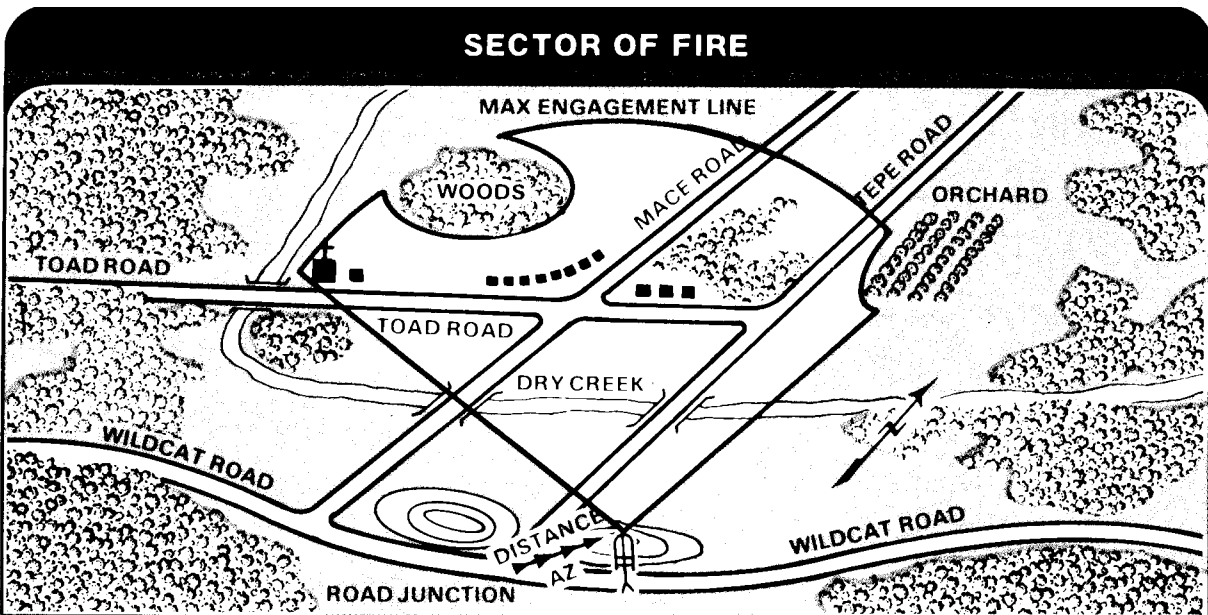 SECTOR OF FIRE
MAX ENGAGEMENT LINE
WOODS
MACE ROAD
TEPE ROAD
ORCHARD
TOAD ROAD
TOAD ROAD
DRY CREEK
N
WILDCAT ROAD
DISTANCE
WILDCAT ROAD
AZ
ROAD JUNCTION